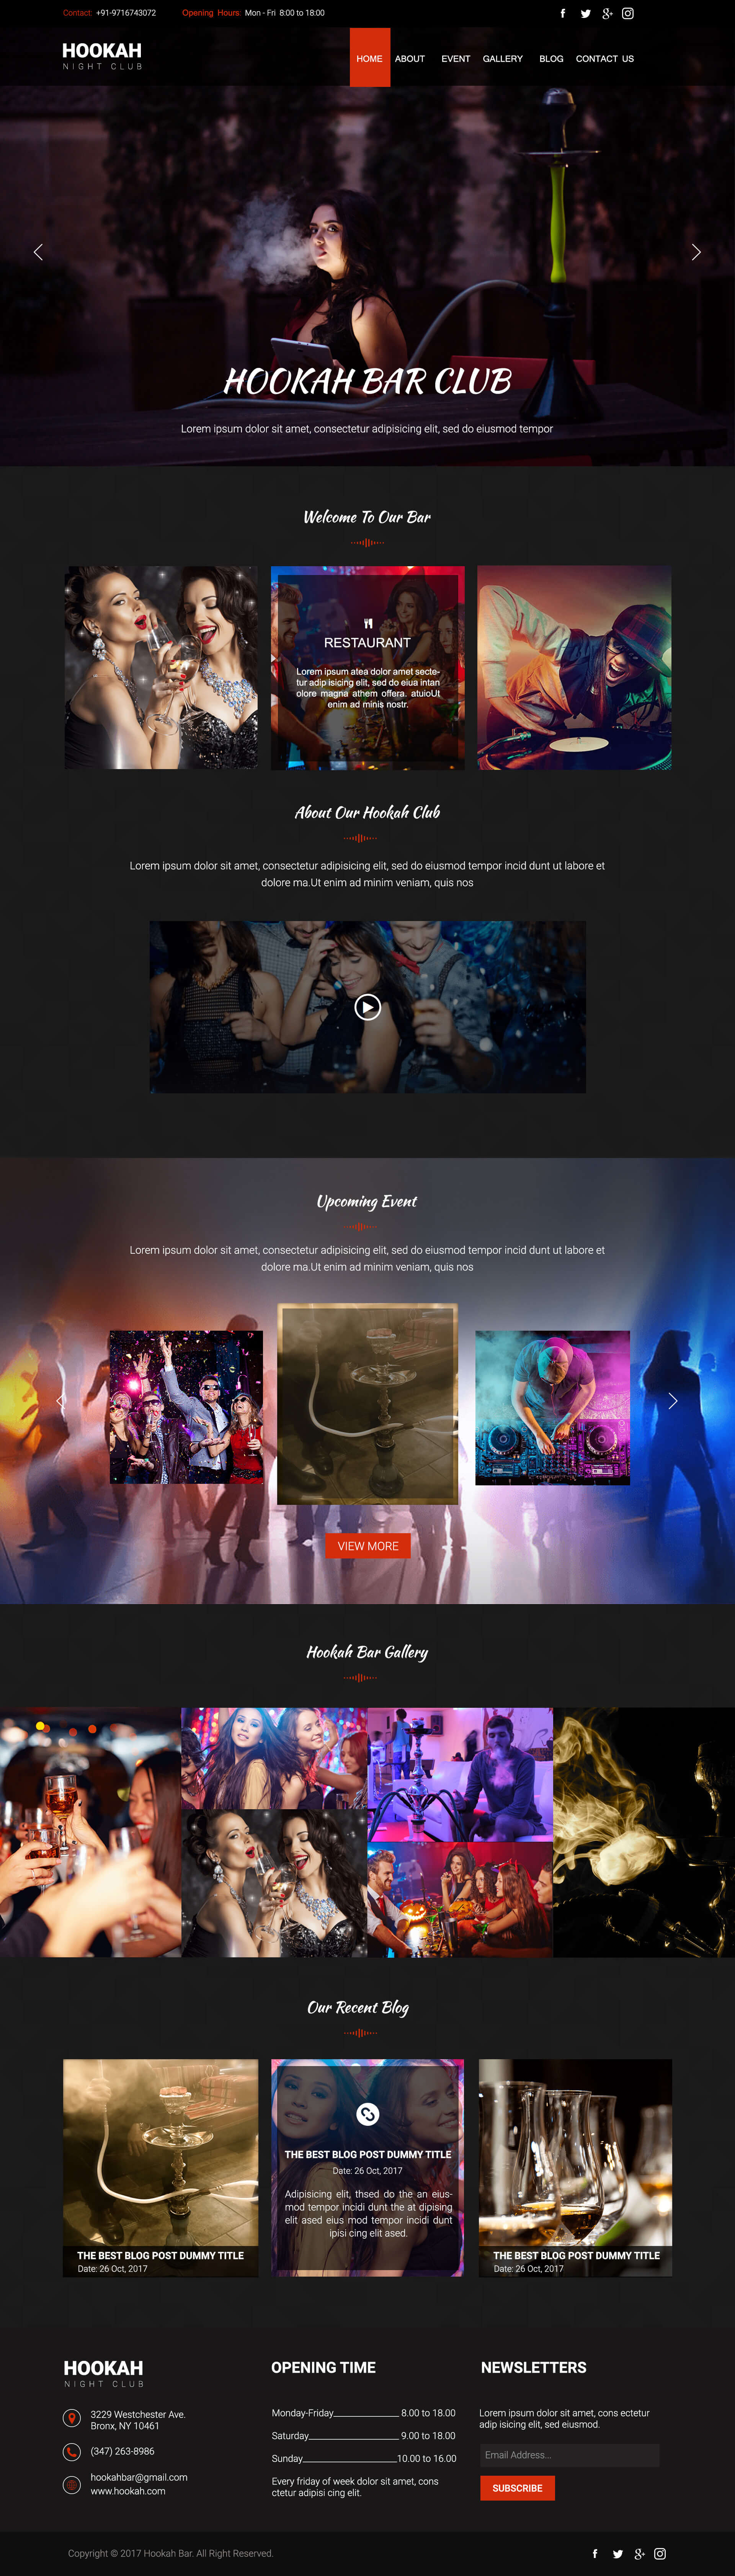 Contact: +91-9716743072 Opening Hours: Mon - Fri 8:00 to 18:00
HOOKAH
NIGHT CLUB
HOME ABOUT EVENT GALLERY BLOG CONTACT US
HOOKAH BAR CLUB
Lorem ipsum dolor sit amet, consectetur adipisicing elit, sed do eiusmod tempor
Welcome To Our Bar
RESTAURANT
Lorem ipsum atea dolor amet secte-
tur adip isicing elit, sed do eiua intan
olore magna athem offera. atuioUt
enim ad minis nostr.
About Our Hookah Club
Lorem ipsum dolor sit amet, consectetur adipisicing elit, sed do eiusmod tempor incid dunt ut labore et
dolore ma.Ut enim ad minim veniam, quis nos
Upcoming Event
Lorem ipsum dolor sit amet, consectetur adipisicing elit, sed do eiusmod tempor incid dunt ut labore et
dolore ma.Ut enim ad minim veniam, quis nos
VIEW MORE
Hookah Bar Gallery
Our Recent Blog
THE BEST BLOG POST DUMMY TITLE
Date: 26 Oct, 2017
THE BEST BLOG POST DUMMY TITLE
Date: 26 Oct, 2017
Adipisicing elit, thsed do the an eius-
mod tempor incidi dunt the at dipising
elit ased eius mod tempor incidi dunt
ipisi cing elit ased.
THE BEST BLOG POST DUMMY TITLE
Date: 26 Oct, 2017
HOOKAH
NIGHT CLUB
3229 Westchester Ave.
Bronx, NY 10461
(347) 263-8986
hookahbar@gmail.com
www.hookah.com
OPENING TIME
Monday-Friday______________ 8.00 to 18.00
Saturday___________________ 9.00 to 18.00
Sunday____________________10.00 to 16.00
Every friday of week dolor sit amet, cons
ctetur adipisi cing elit.
NEWSLETTERS
Lorem ipsum dolor sit amet, cons ectetur
adip isicing elit, sed eiusmod.
Email Address...
SUBSCRIBE
Copyright © 2017 Hookah Bar. All Right Reserved.